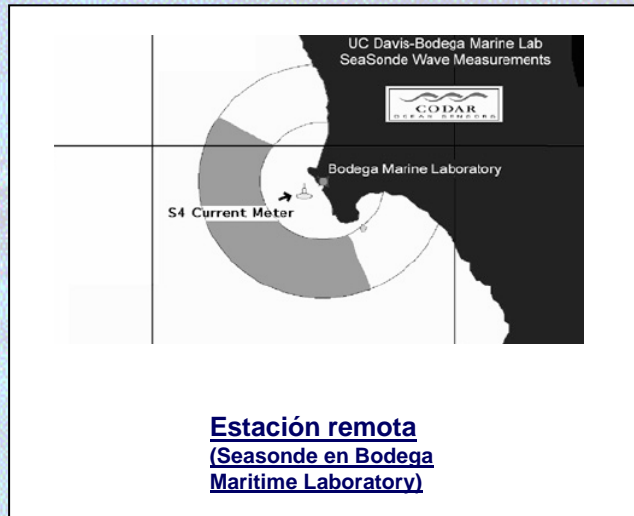 UC Davis-Bodega Marine Lab
SeaSonde Wave Measurements
CODAR
OCEAN SENSORS
Bodega Marine Laboratory
S4 Current Meter
Estación remota
(Seasonde en Bodega
Maritime Laboratory)